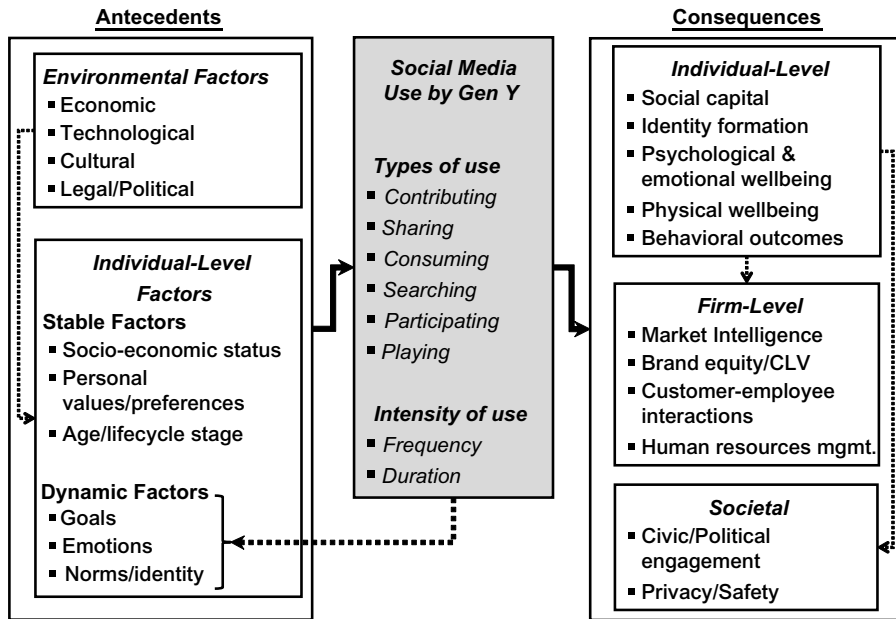 Antecedents
Environmental Factors
▪ Economic
▪ Technological
▪ Cultural
▪ Legal/Political
Individual-Level
Factors
Stable Factors
▪ Socio-economic status
▪ Personal
values/preferences
▪ Age/lifecycle stage
Dynamic Factors
▪ Goals
▪ Emotions
▪ Norms/identity
Social Media
Use by Gen Y
Types of use
▪ Contributing
▪ Sharing
▪ Consuming
▪ Searching
▪ Participating
▪ Playing
Intensity of use
▪ Frequency
▪ Duration
Consequences
Individual-Level
▪ Social capital
▪ Identity formation
▪ Psychological &
emotional wellbeing
▪ Physical wellbeing
▪ Behavioral outcomes
Firm-Level
▪ Market Intelligence
▪ Brand equity/CLV
▪ Customer-employee
interactions
▪ Human resources mgmt.
Societal
▪ Civic/Political
engagement
▪ Privacy/Safety